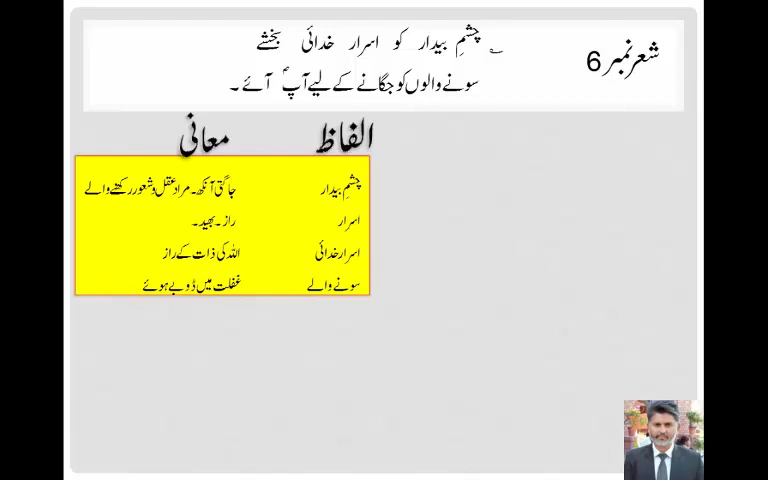 شعر نمبر 6
چشمِ بیدار کو اسرار خدائی بخشے
سونے والوں کو جگانے کے لیے آپؐ آئے ۔
الفاظ معانی
چشمِ بیدار جاگتی آنکھ۔ مراد عقل و شعور رکھنے والے
اسرار راز۔ بھید۔
اسرار خدائی اللہ کی ذات کے راز
سونے والے غفلت میں ڈوبے ہوئے